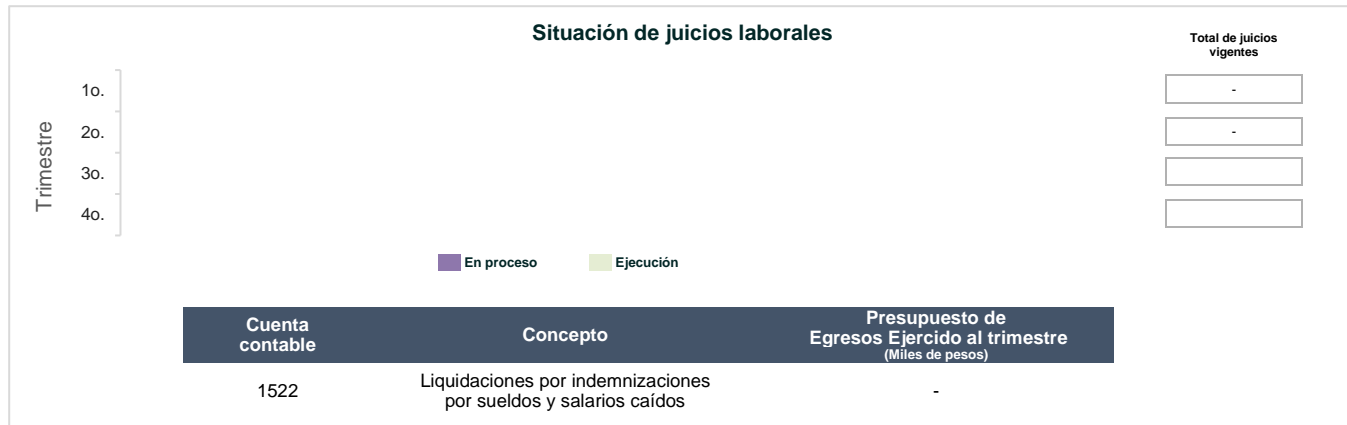 Situación de juicios laborales
Total de juicios
vigentes
Trimestre
1o.
-
2o.
-
3o.
4o.
En proceso
Ejecución
Cuenta
contable
Concepto
Presupuesto de
Egresos Ejercido al trimestre
(Miles de pesos)
1522
Liquidaciones por indemnizaciones
por sueldos y salarios caídos
-